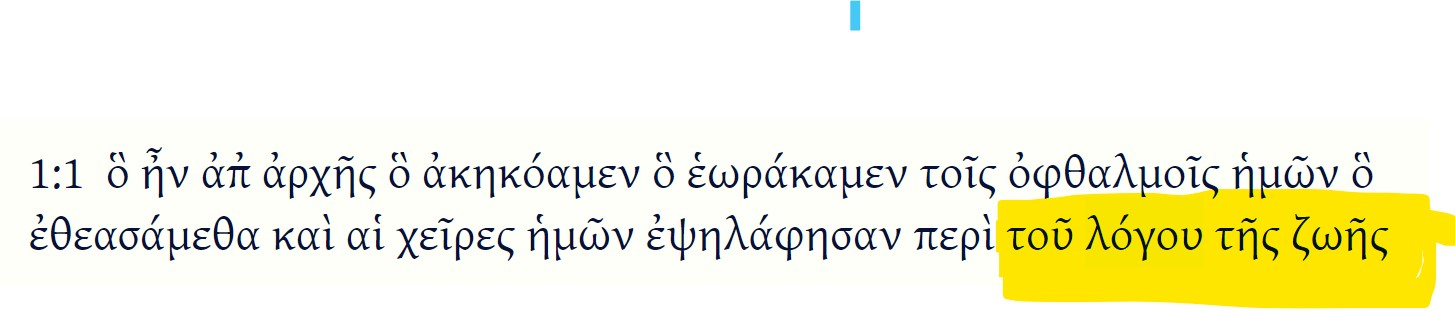 1:1 ὃ ἦν ἀπ̓ ἀρχῆς ὃ ἀκηκόαμεν ὃ ἑωράκαμεν τοῖς ὀφθαλμοῖς ἡμῶν ὃ
ἐθεασάμεθα καὶ αἱ χεῖρες ἡμῶν ἐψηλάφησαν περὶ τοῦ λόγου τῆς ζωῆς